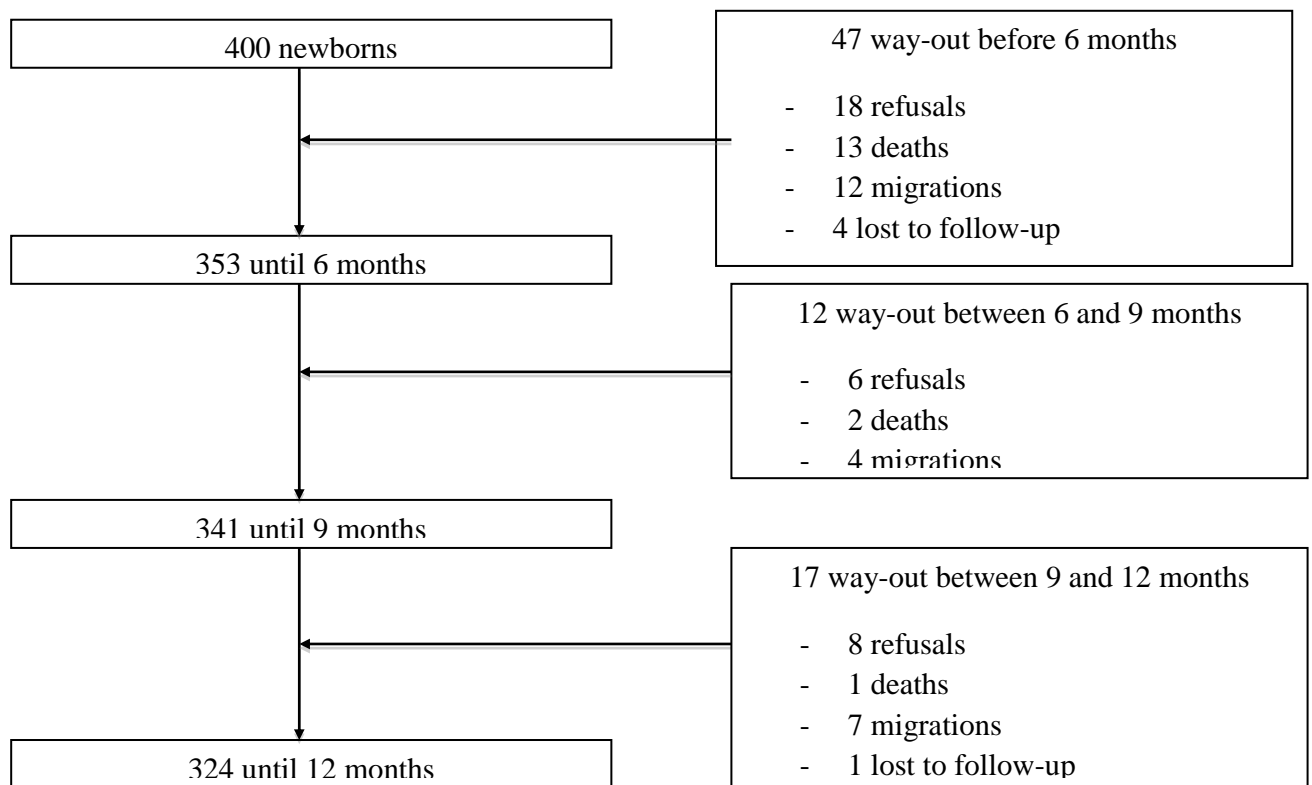 400 newborns
47 way-out before 6 months
- 18 refusals
- 13 deaths
- 12 migrations
- 4 lost to follow-up
353 until 6 months
12 way-out between 6 and 9 months
- 6 refusals
- 2 deaths
- 4 migrations
341 until 9 months
17 way-out between 9 and 12 months
- 8 refusals
- 1 deaths
- 7 migrations
- 1 lost to follow-up
324 until 12 months